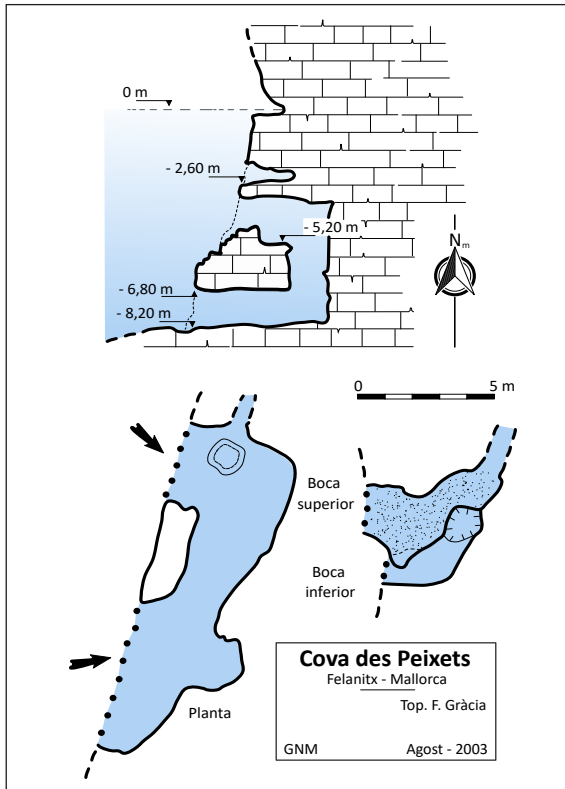 0 m
- 2,60 m
- 5,20 m
N m
- 6,80 m
- 8,20 m
0 5 m
Boca
superior
Boca
inferior
Planta
Cova des Peixets
Felanitx - Mallorca
Top. F. Gràcia
GNM Agost - 2003